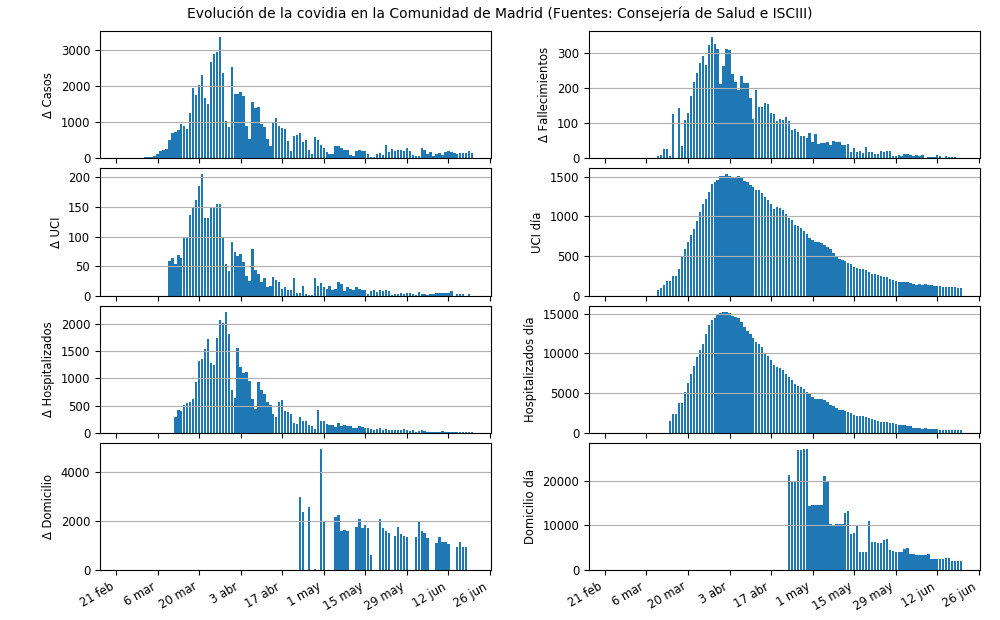 Evolución de la covidia en la Comunidad de Madrid (Fuentes: Consejería de Salud e ISCIII)
Δ Casos
3000
2000
1000
0
Δ Fallecimientos
300
200
100
0
Δ UCI
200
150
100
50
0
UCI día
1500
1000
500
0
Δ Hospitalizados
2000
1500
1000
500
0
Hospitalizados día
15000
10000
5000
0
Δ Domicilio
4000
2000
0
Domicilio día
20000
10000
0
21 feb 6 mar 20 mar 3 abr 17 abr 1 may 15 may 29 may 12 jun 26 jun
21 feb 6 mar 20 mar 3 abr 17 abr 1 may 15 may 29 may 12 jun 26 jun